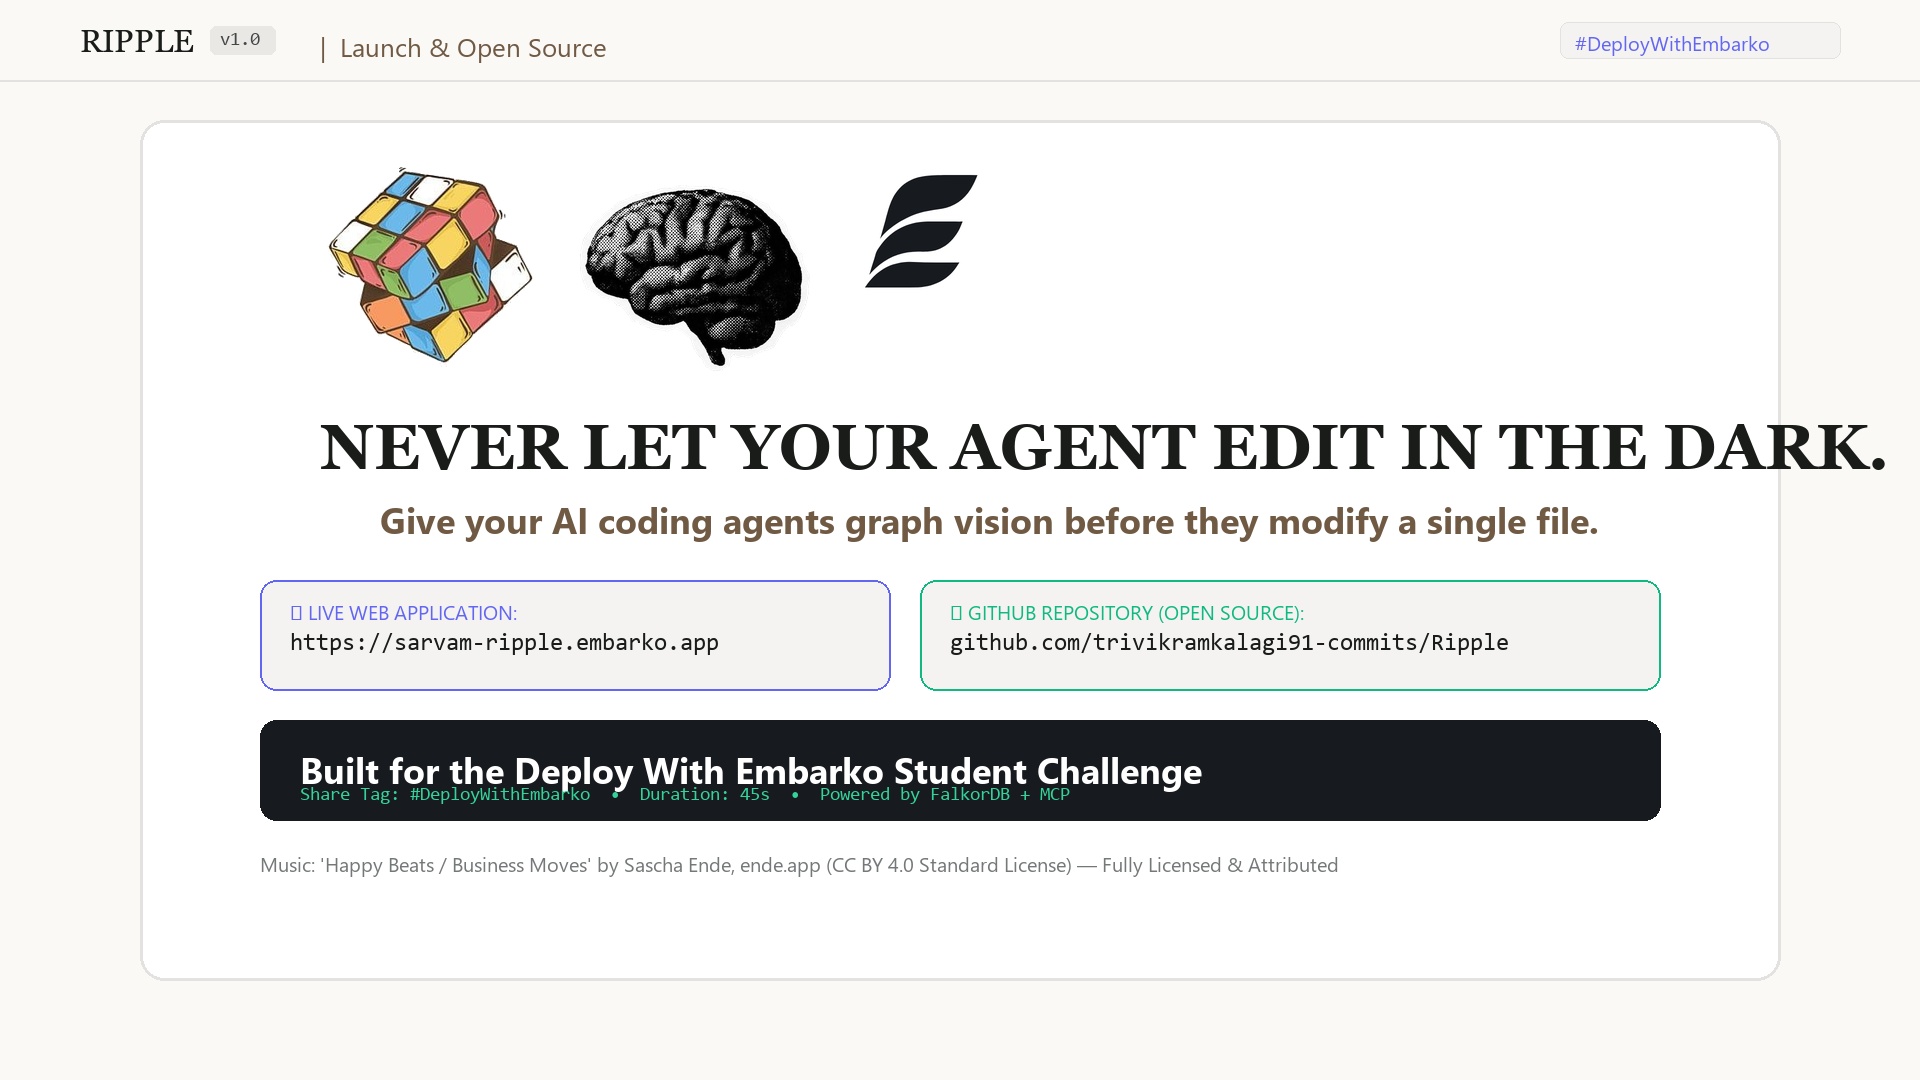 RIPPLE v1.0 | Launch & Open Source #DeployWithEmbarko
NEVER LET YOUR AGENT EDIT IN THE DARK.
Give your AI coding agents graph vision before they modify a single file.
LIVE WEB APPLICATION:
https://sarvam-ripple.embarko.app
GITHUB REPOSITORY (OPEN SOURCE):
github.com/trivikramkalagi91-commits/Ripple
Built for the Deploy With Embarko Student Challenge
Share Tag: #DeployWithEmbarko • Duration: 45s • Powered by FalkorDB + MCP
Music: 'Happy Beats / Business Moves' by Sascha Ende, ende.app (CC BY 4.0 Standard License) — Fully Licensed & Attributed